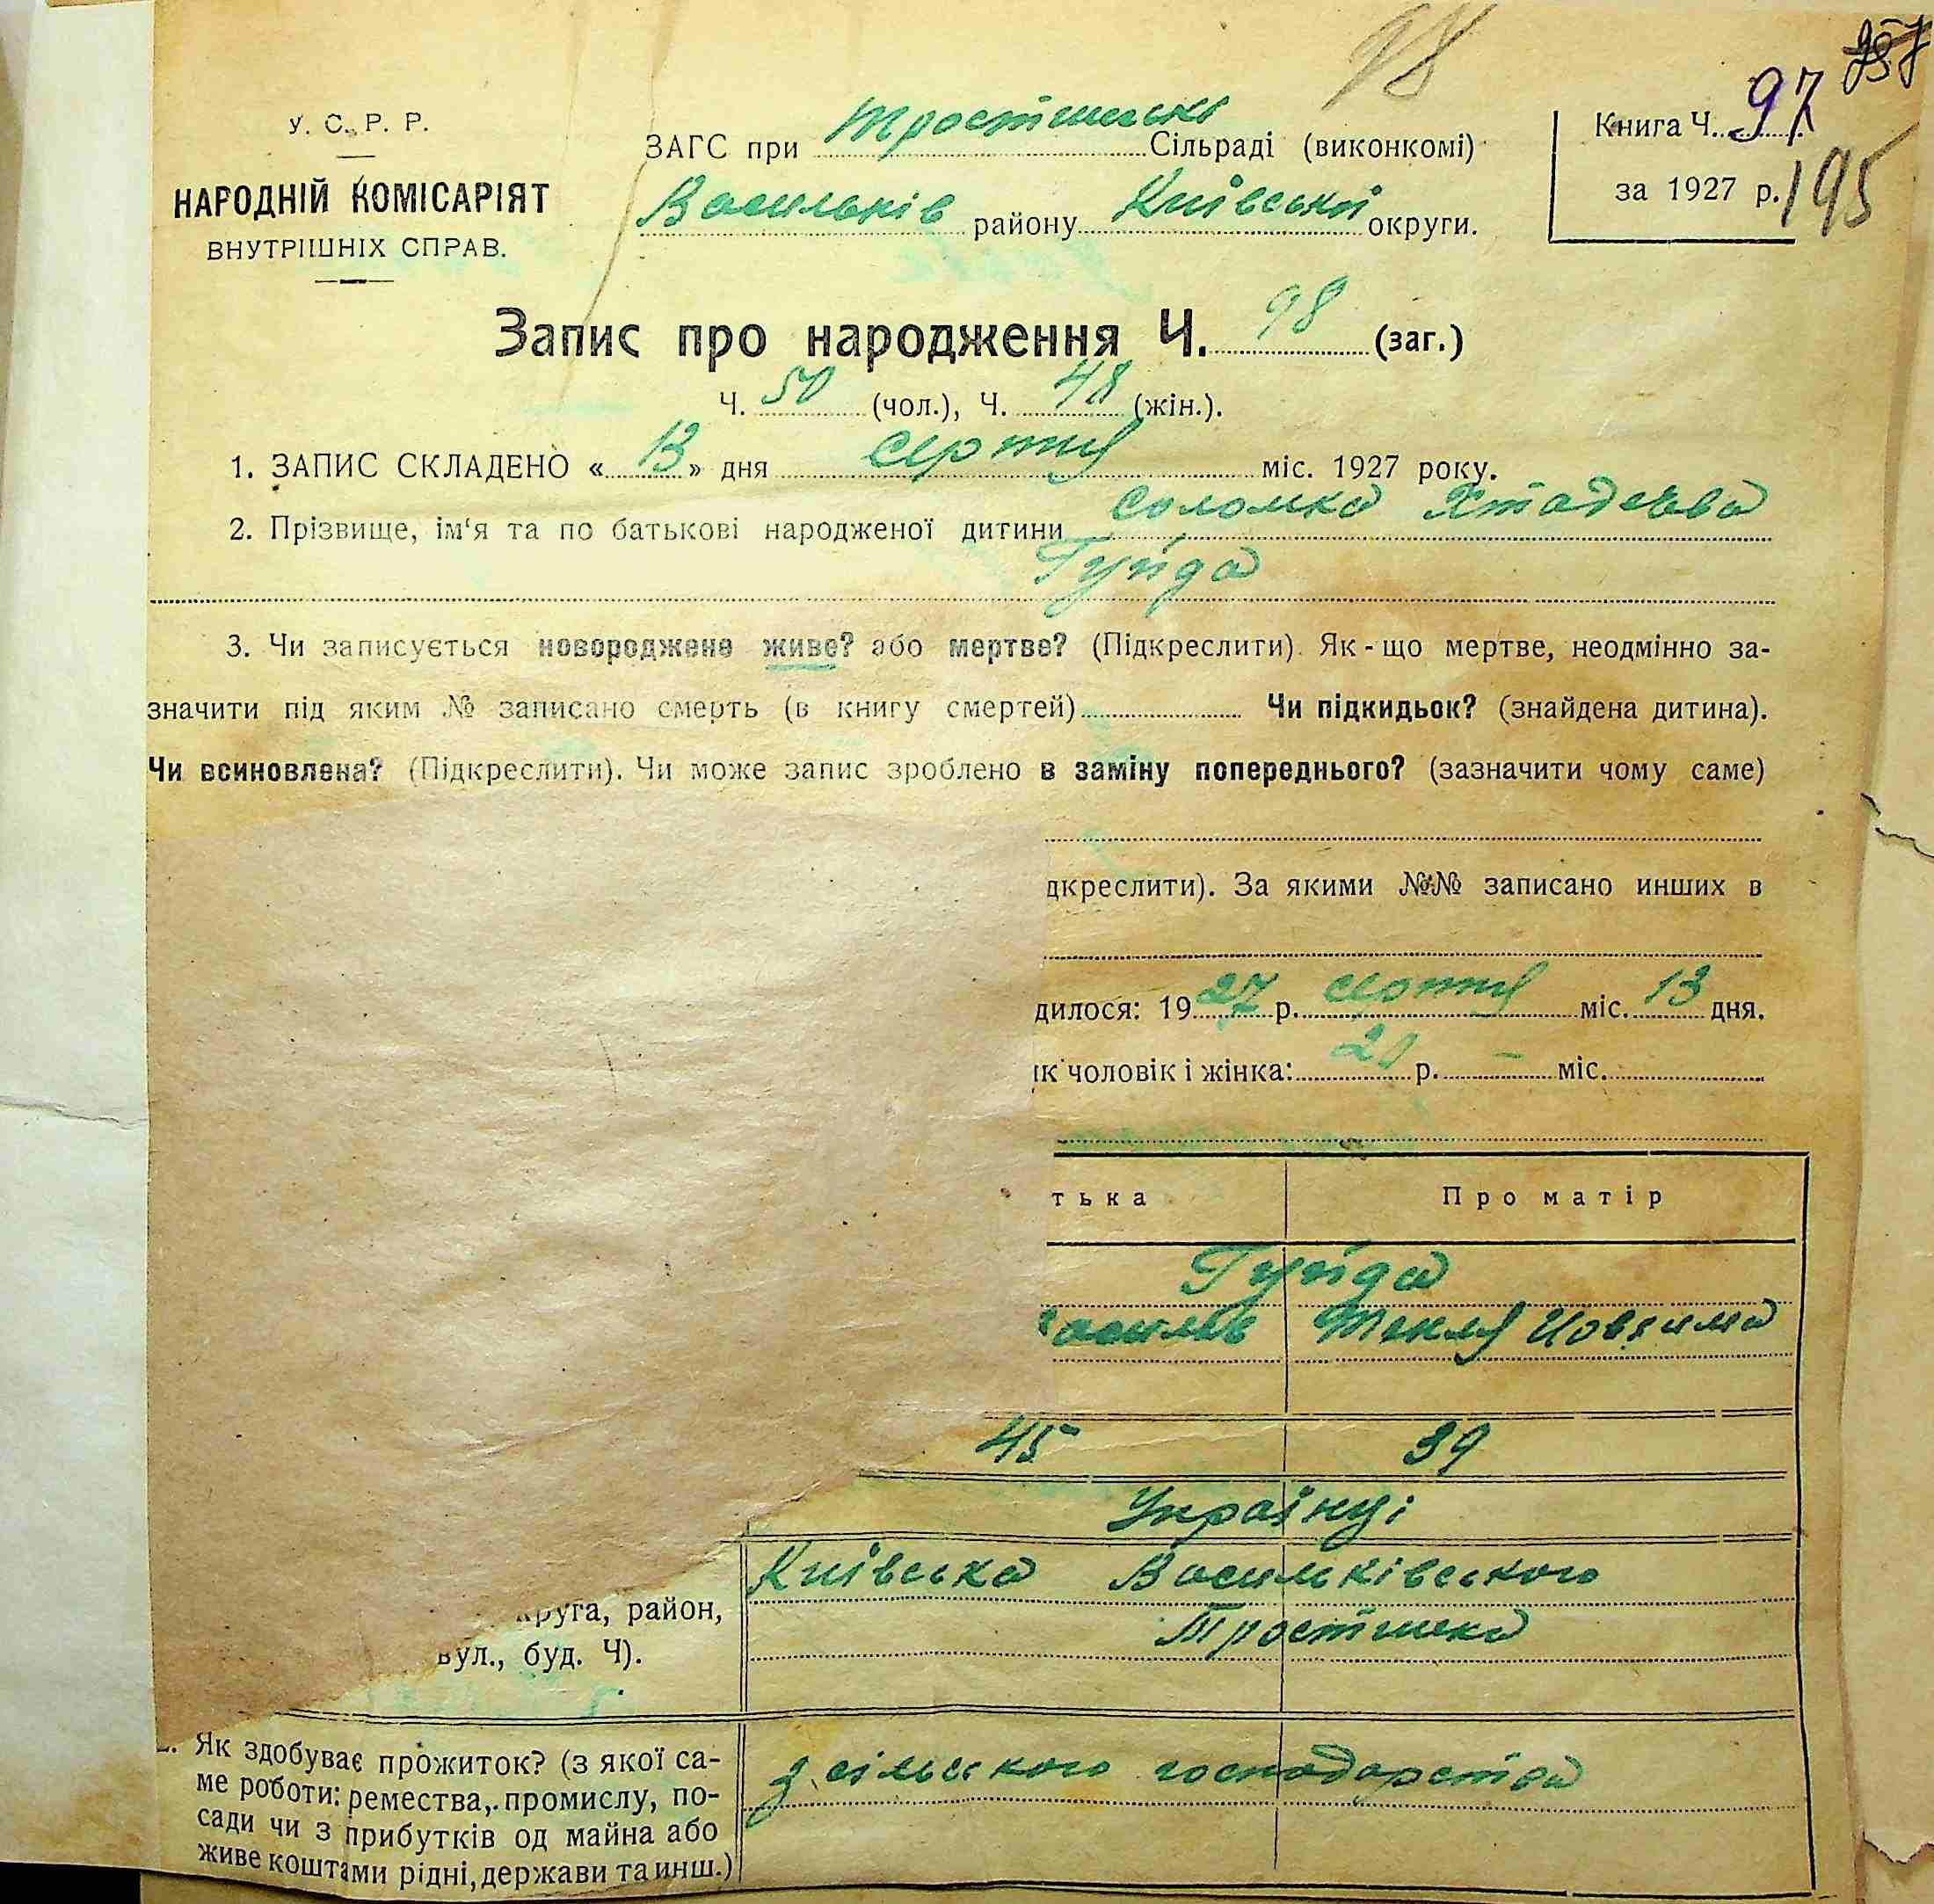 98
957
У. С. Р. Р.
НАРОДНІЙ КОМІСАРІЯТ
ВНУТРІШНІХ СПРАВ.
ЗАГС при Тростинські Сільраді (виконкомі)
Васильків району Київської округи.
Книга Ч. 97
за 1927 р. 195
Запис про народження Ч. 98 (заг.)
Ч. 50 (чол.), Ч. 48 (жін.).
1. ЗАПИС СКЛАДЕНО « 13 » дня серпня міс. 1927 року.
2. Прізвище, ім'я та по батькові народженої дитини Соломка
Гуйда
3. Чи записується новороджене живе? або мертве? (Підкреслити). Як-що мертве, неодмінно за-
значити під яким № записано смерть (в книгу смертей) Чи підкидьок? (знайдена дитина).
Чи всиновлена? (Підкреслити). Чи може запис зроблено в заміну попереднього? (зазначити чому саме)
дкреслити). За якими №№ записано инших в
дилося: 1927 р. серпня міс. 13 дня.
як чоловік і жінка: р. – міс.
тька Про матір
Гуйда
асиль Текля
45 39
Українці
Київська Васильківського
круга, район,
Тростинка
вул., буд. Ч).
Як здобуває прожиток? (з якої са-
ме роботи: ремества, промислу, по-
сади чи з прибутків од майна або
живе коштами рідні, держави та инш.)
з сільського господарства